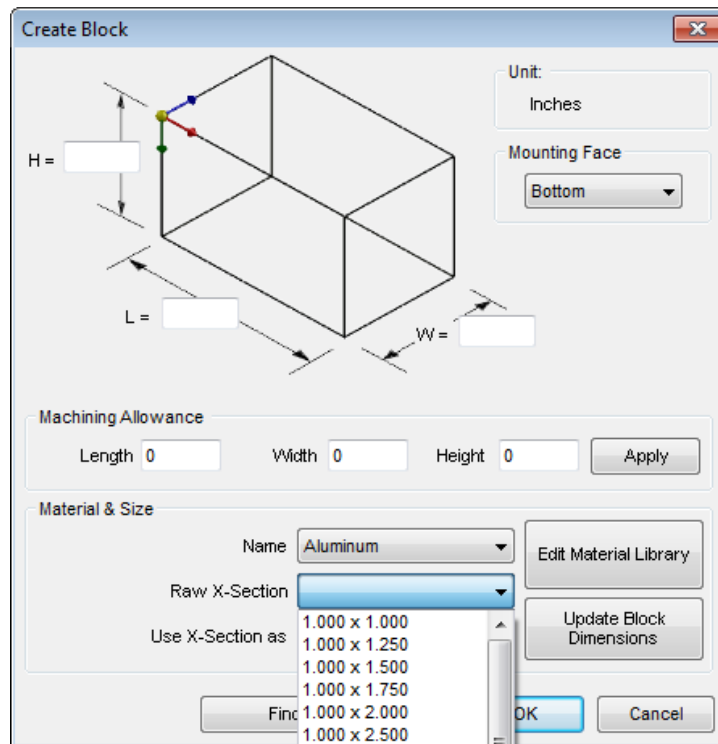 Create Block
Unit:
Inches
Mounting Face
Bottom
H =
L =
W =
Machining Allowance
Length 0 Width 0 Height 0 Apply
Material & Size
Name Aluminum Edit Material Library
Raw X-Section
1.000 x 1.000
Update Block
Dimensions
1.000 x 1.250
Use X-Section as
1.000 x 1.500
1.000 x 1.750
1.000 x 2.000
Cancel
1.000 x 2.500